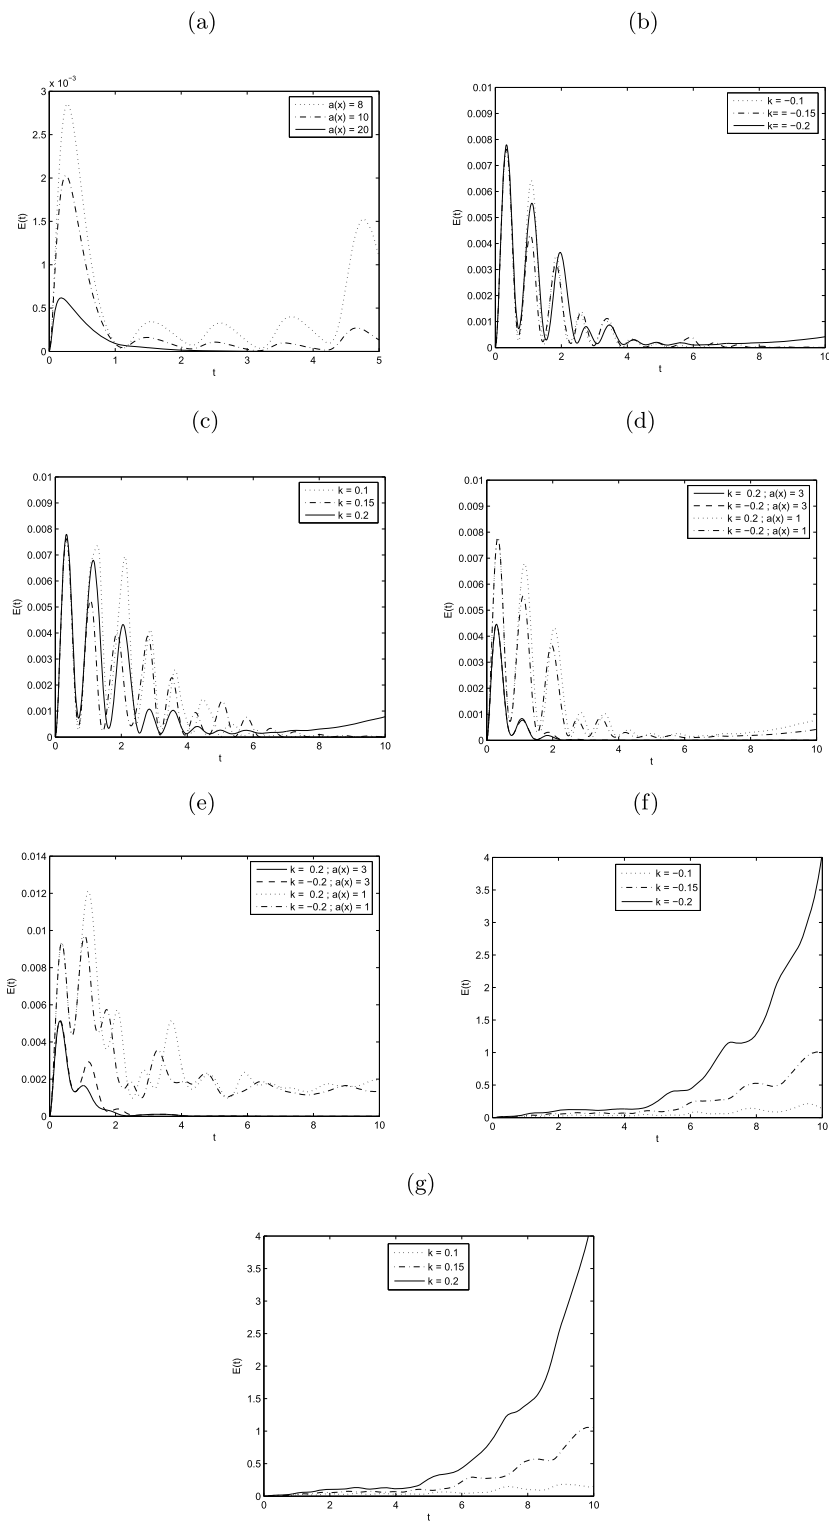 (a)
x 10⁻³
3
2.5
2
1.5
1
0.5
0
0 1 2 3 4 5
E(t)
t
a(x) = 8
a(x) = 10
a(x) = 20
(b)
0.01
0.009
0.008
0.007
0.006
0.005
0.004
0.003
0.002
0.001
0
0 2 4 6 8 10
E(t)
t
k = −0.1
k= = −0.15
k= = −0.2
(c)
0.01
0.009
0.008
0.007
0.006
0.005
0.004
0.003
0.002
0.001
0
0 2 4 6 8 10
E(t)
t
k = 0.1
k = 0.15
k = 0.2
(d)
0.01
0.009
0.008
0.007
0.006
0.005
0.004
0.003
0.002
0.001
0
0 2 4 6 8 10
E(t)
t
k = 0.2 ; a(x) = 3
k = −0.2 ; a(x) = 3
k = 0.2 ; a(x) = 1
k = −0.2 ; a(x) = 1
(e)
0.014
0.012
0.01
0.008
0.006
0.004
0.002
0
0 2 4 6 8 10
E(t)
t
k = 0.2 ; a(x) = 3
k = −0.2 ; a(x) = 3
k = 0.2 ; a(x) = 1
k = −0.2 ; a(x) = 1
(f)
4
3.5
3
2.5
2
1.5
1
0.5
0
0 2 4 6 8 10
E(t)
t
k = −0.1
k = −0.15
k = −0.2
(g)
4
3.5
3
2.5
2
1.5
1
0.5
0
0 2 4 6 8 10
E(t)
t
k = 0.1
k = 0.15
k = 0.2